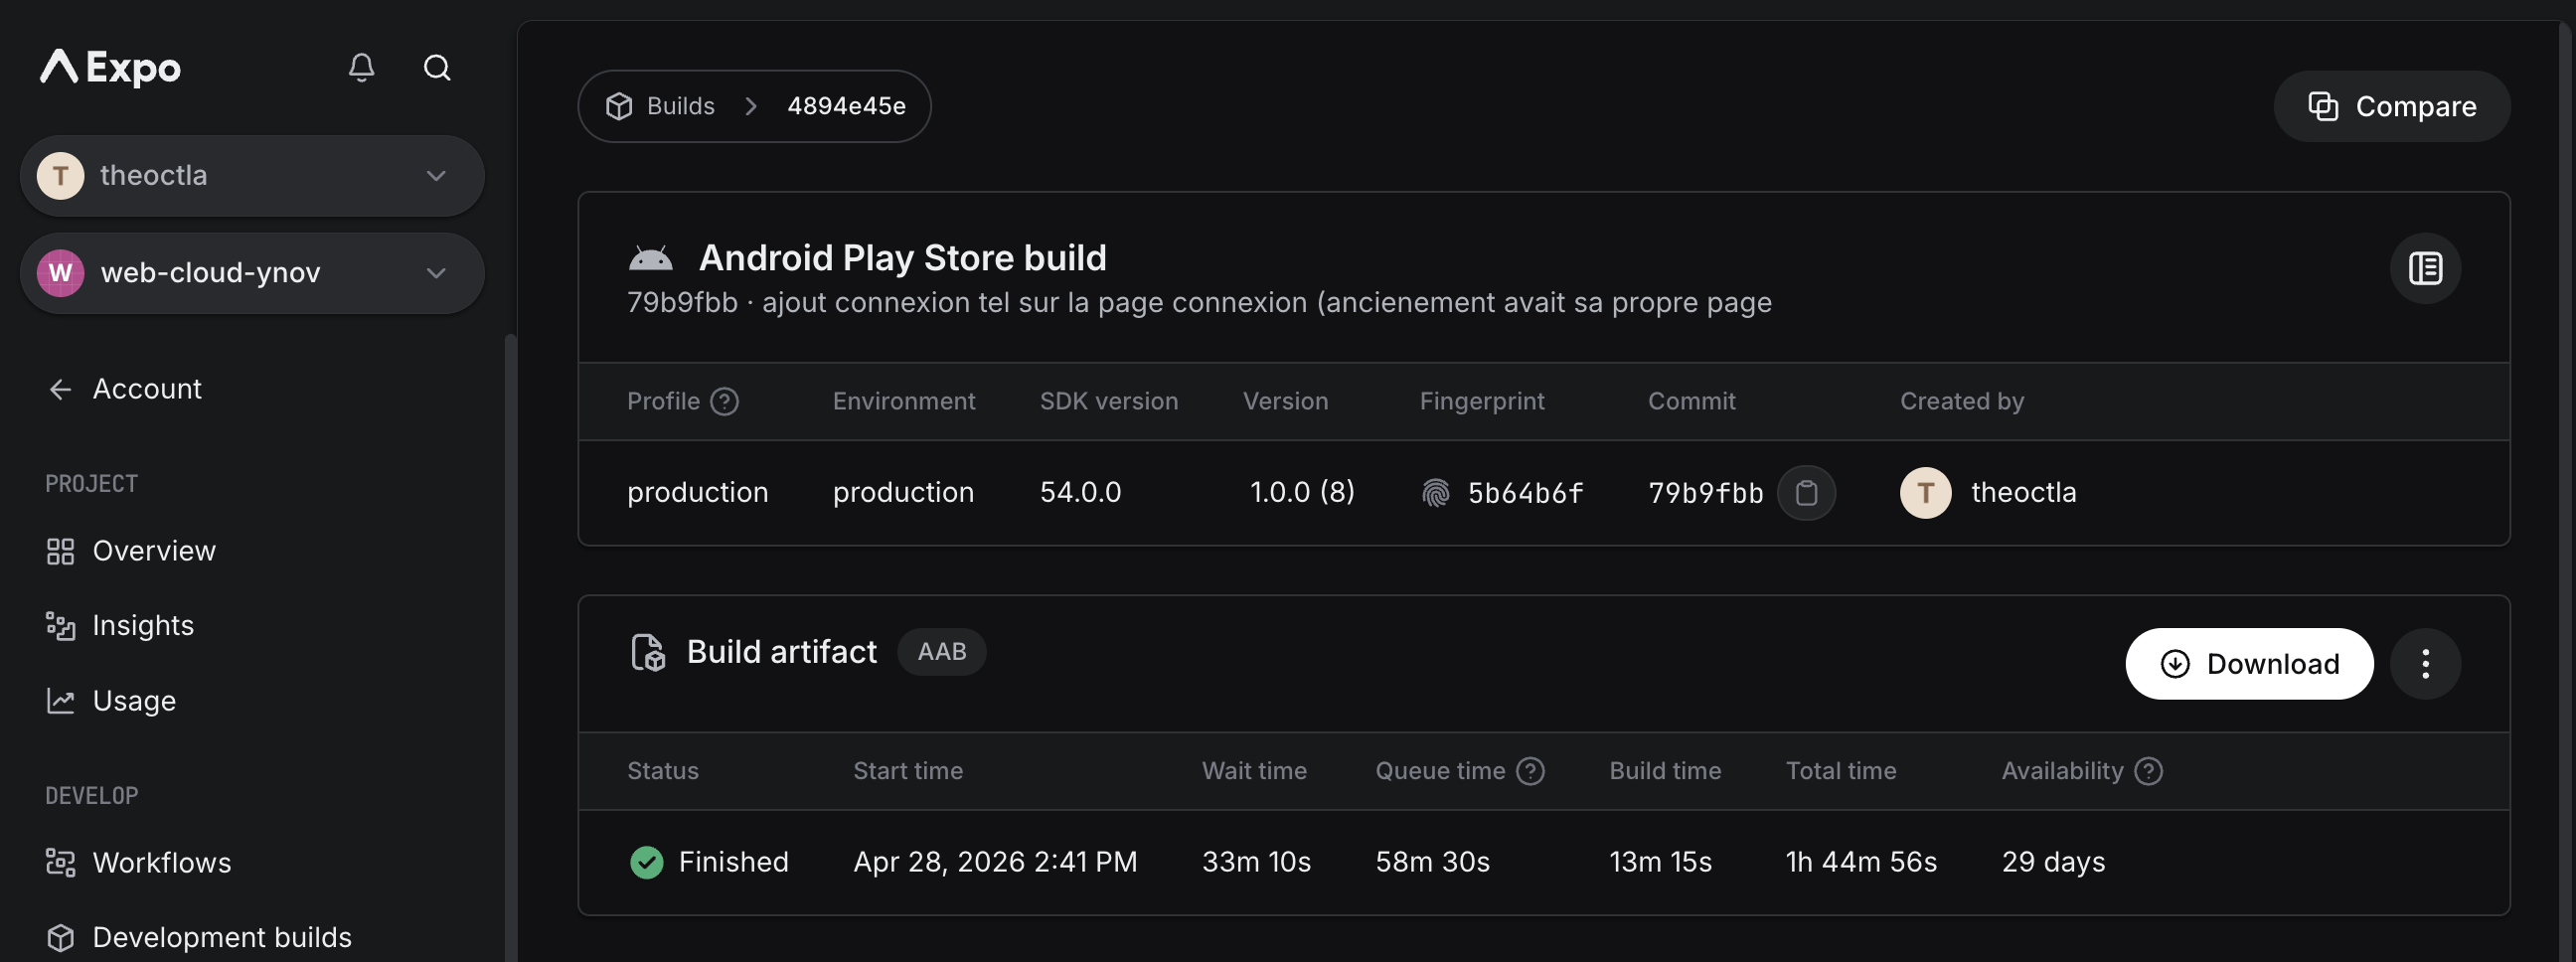 Expo
T theoctla
W web-cloud-ynov
Account
PROJECT
Overview
Insights
Usage
DEVELOP
Workflows
Development builds
Builds > 4894e45e
Compare
Android Play Store build
79b9fbb · ajout connexion tel sur la page connexion (ancienement avait sa propre page
Profile ? Environment SDK version Version Fingerprint Commit Created by
production production 54.0.0 1.0.0 (8) 5b64b6f 79b9fbb T theoctla
Build artifact AAB
Download
Status Start time Wait time Queue time ? Build time Total time Availability ?
Finished Apr 28, 2026 2:41 PM 33m 10s 58m 30s 13m 15s 1h 44m 56s 29 days